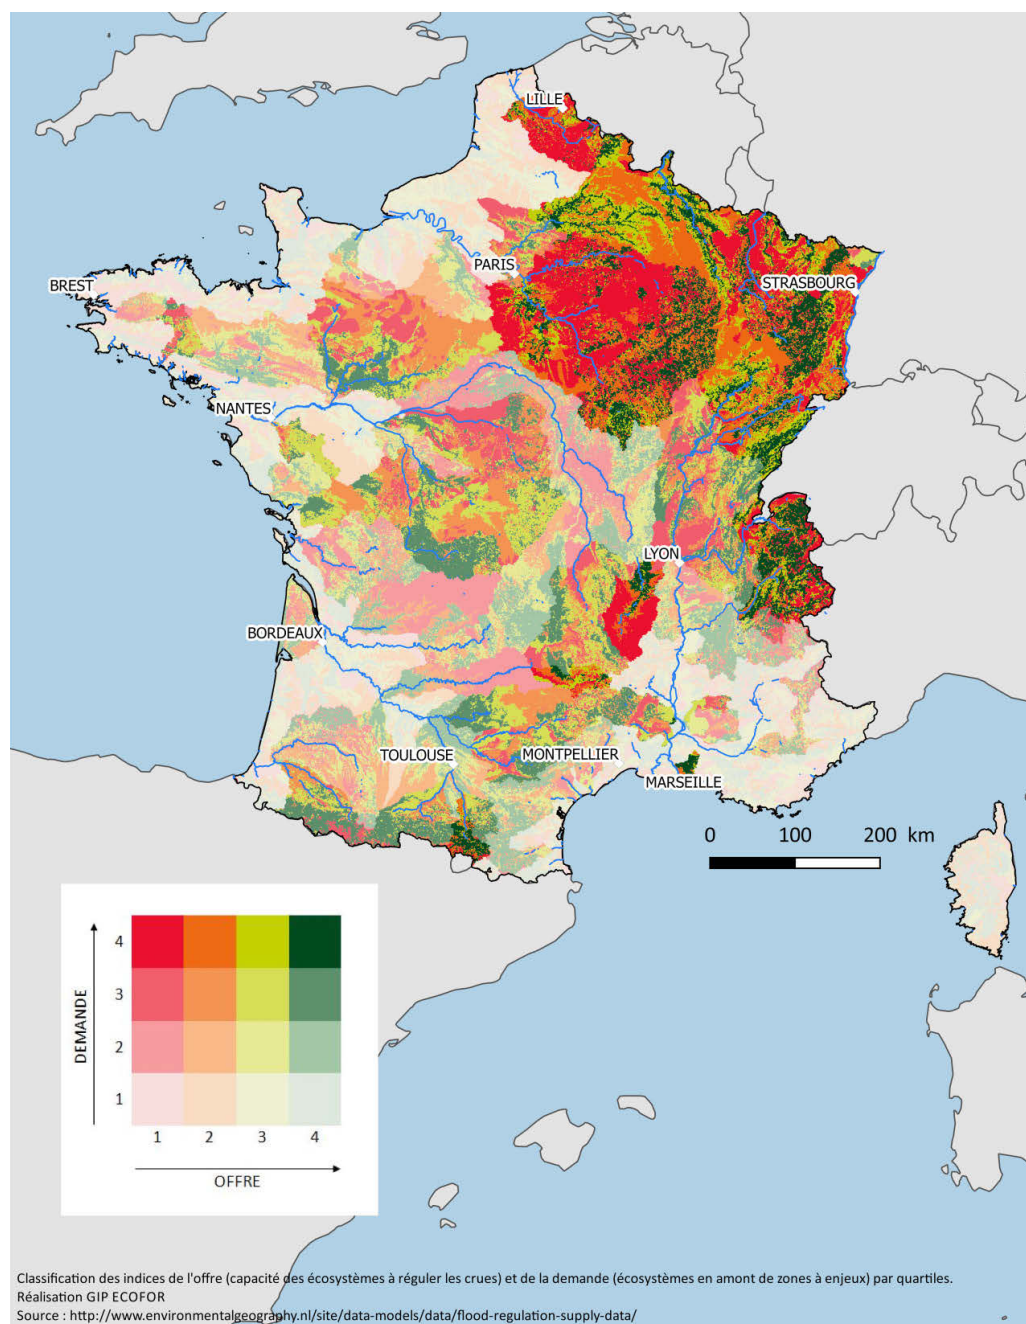 LILLE
PARIS
STRASBOURG
BREST
NANTES
LYON
BORDEAUX
TOULOUSE
MONTPELLIER
MARSEILLE
0 100 200 km
DEMANDE
4
3
2
1
1 2 3 4
OFFRE
Classification des indices de l'offre (capacité des écosystèmes à réguler les crues) et de la demande (écosystèmes en amont de zones à enjeux) par quartiles.
Réalisation GIP ECOFOR
Source : http://www.environmentalgeography.nl/site/data-models/data/flood-regulation-supply-data/